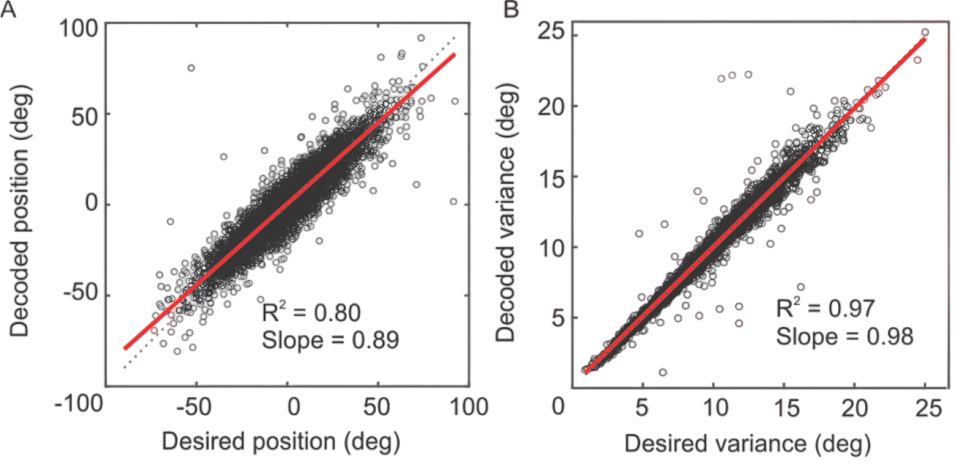 A
100
50
0
-50
-100
-50
0
50
100
Decoded position (deg)
Desired position (deg)
R² = 0.80
Slope = 0.89
B
25
20
15
10
5
0
5
10
15
20
25
Decoded variance (deg)
Desired variance (deg)
R² = 0.97
Slope = 0.98